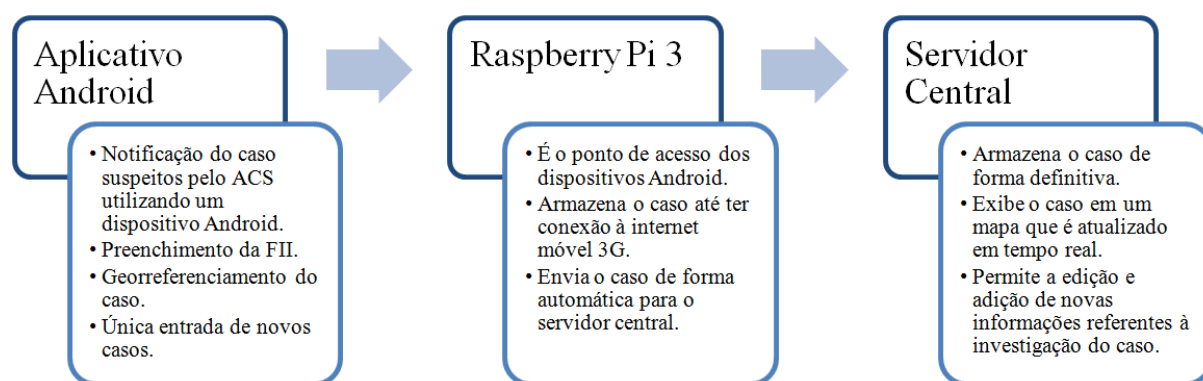 Aplicativo
Android
• Notificação do caso
suspeitos pelo ACS
utilizando um
dispositivo Android.
• Preenchimento da FII.
• Georreferenciamento do
caso.
• Única entrada de novos
casos.
Raspberry Pi 3
• É o ponto de acesso dos
dispositivos Android.
• Armazena o caso até ter
conexão à internet
móvel 3G.
• Envia o caso de forma
automática para o
servidor central.
Servidor
Central
• Armazena o caso de
forma definitiva.
• Exibe o caso em um
mapa que é atualizado
em tempo real.
• Permite a edição e
adição de novas
informações referentes à
investigação do caso.